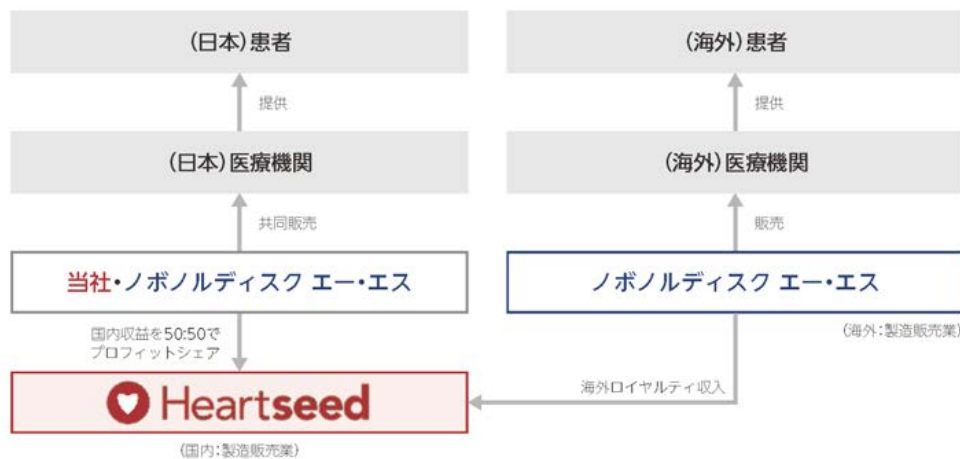 (日本)患者
提供
(日本)医療機関
共同販売
当社・ノボノルディスク エー・エス
国内収益を50:50で
プロフィットシェア
Heartseed
(国内:製造販売業)
(海外)患者
提供
(海外)医療機関
販売
ノボノルディスク エー・エス
(海外:製造販売業)
海外ロイヤルティ収入